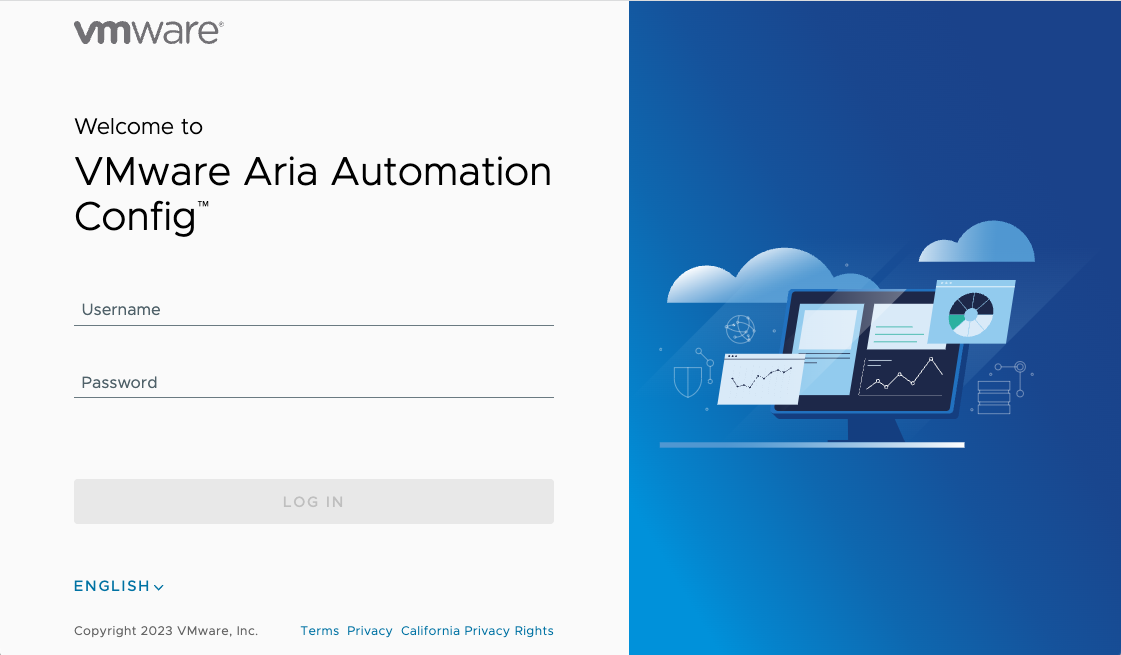 vmware®
Welcome to
VMware Aria Automation
Config™
Username
Password
LOG IN
ENGLISH
Copyright 2023 VMware, Inc. Terms Privacy California Privacy Rights